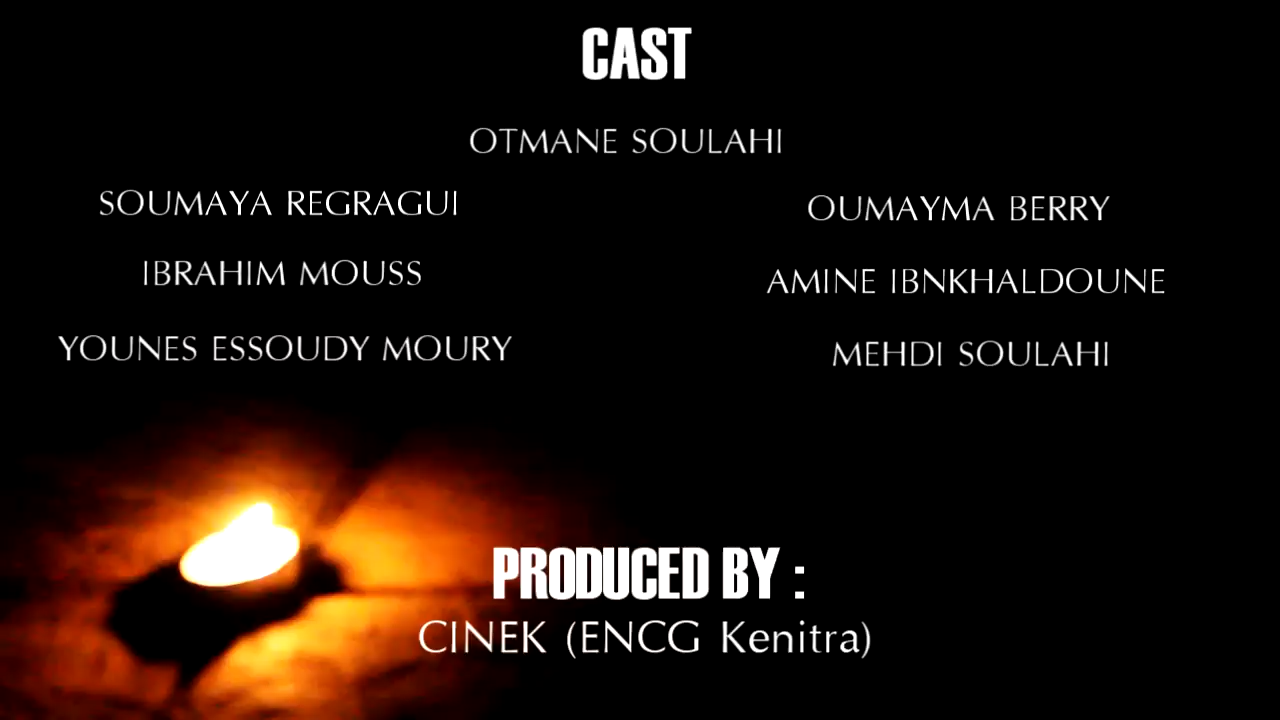 CAST
OTMANE SOULAHI
SOUMAYA REGRAGUI
OUMAYMA BERRY
IBRAHIM MOUSS
AMINE IBNKHALDOUNE
YOUNES ESSOUDY MOURY
MEHDI SOULAHI
PRODUCED BY :
CINEK (ENCG Kenitra)